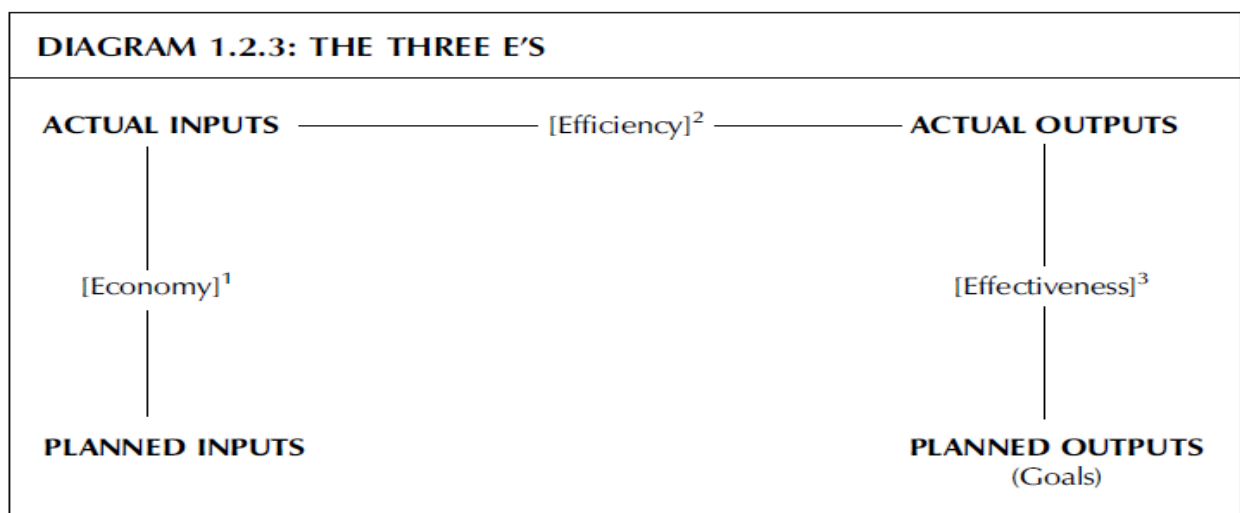 DIAGRAM 1.2.3: THE THREE E'S
ACTUAL INPUTS [Efficiency]² ACTUAL OUTPUTS
[Economy]¹ [Effectiveness]³
PLANNED INPUTS PLANNED OUTPUTS
(Goals)